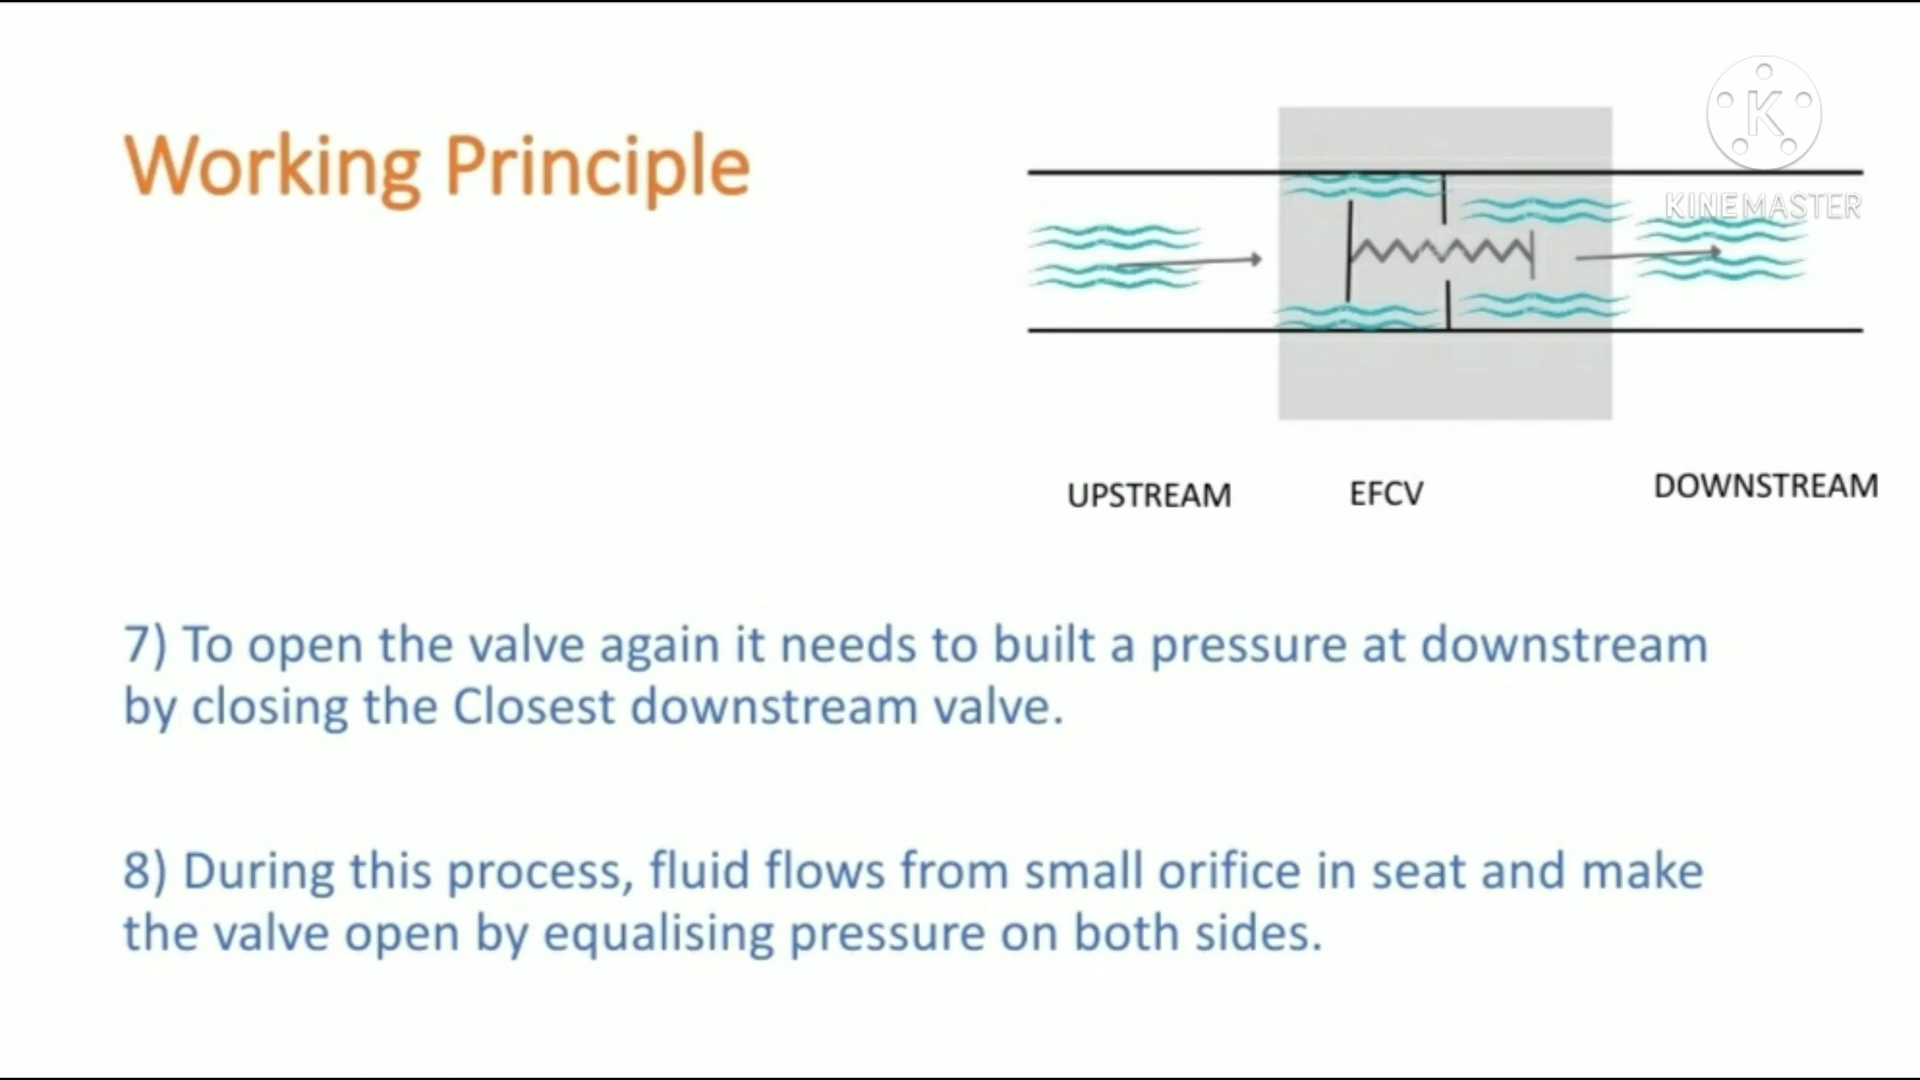 Working Principle
K
KINEMASTER
UPSTREAM
EFCV
DOWNSTREAM
7) To open the valve again it needs to built a pressure at downstream
by closing the Closest downstream valve.
8) During this process, fluid flows from small orifice in seat and make
the valve open by equalising pressure on both sides.